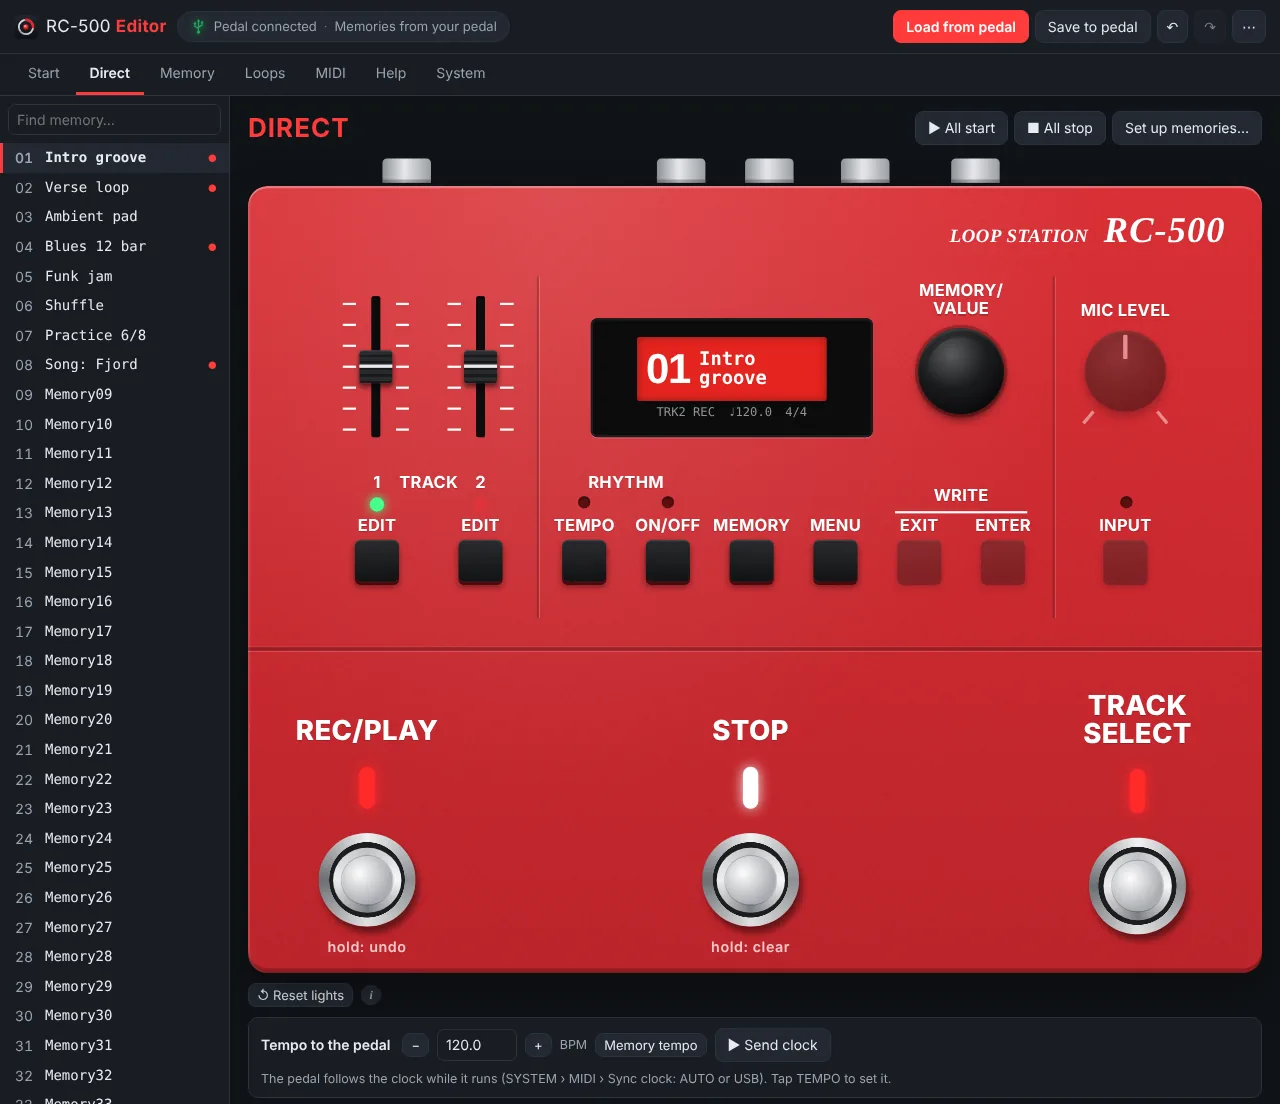 RC-500 Editor
Pedal connected · Memories from your pedal
Load from pedal
Save to pedal
Start
Direct
Memory
Loops
MIDI
Help
System
Find memory...
01 Intro groove
02 Verse loop
03 Ambient pad
04 Blues 12 bar
05 Funk jam
06 Shuffle
07 Practice 6/8
08 Song: Fjord
09 Memory09
10 Memory10
11 Memory11
12 Memory12
13 Memory13
14 Memory14
15 Memory15
16 Memory16
17 Memory17
18 Memory18
19 Memory19
20 Memory20
21 Memory21
22 Memory22
23 Memory23
24 Memory24
25 Memory25
26 Memory26
27 Memory27
28 Memory28
29 Memory29
30 Memory30
31 Memory31
32 Memory32
33 Memory33
DIRECT
▶ All start
■ All stop
Set up memories...
LOOP STATION RC-500
MEMORY/
VALUE
MIC LEVEL
01 Intro
groove
TRK2 REC ♩120.0 4/4
1 TRACK 2
RHYTHM
WRITE
EDIT
EDIT
TEMPO
ON/OFF
MEMORY
MENU
EXIT
ENTER
INPUT
REC/PLAY
STOP
TRACK
SELECT
hold: undo
hold: clear
Reset lights
i
Tempo to the pedal
−
120.0
+
BPM
Memory tempo
▶ Send clock
The pedal follows the clock while it runs (SYSTEM › MIDI › Sync clock: AUTO or USB). Tap TEMPO to set it.